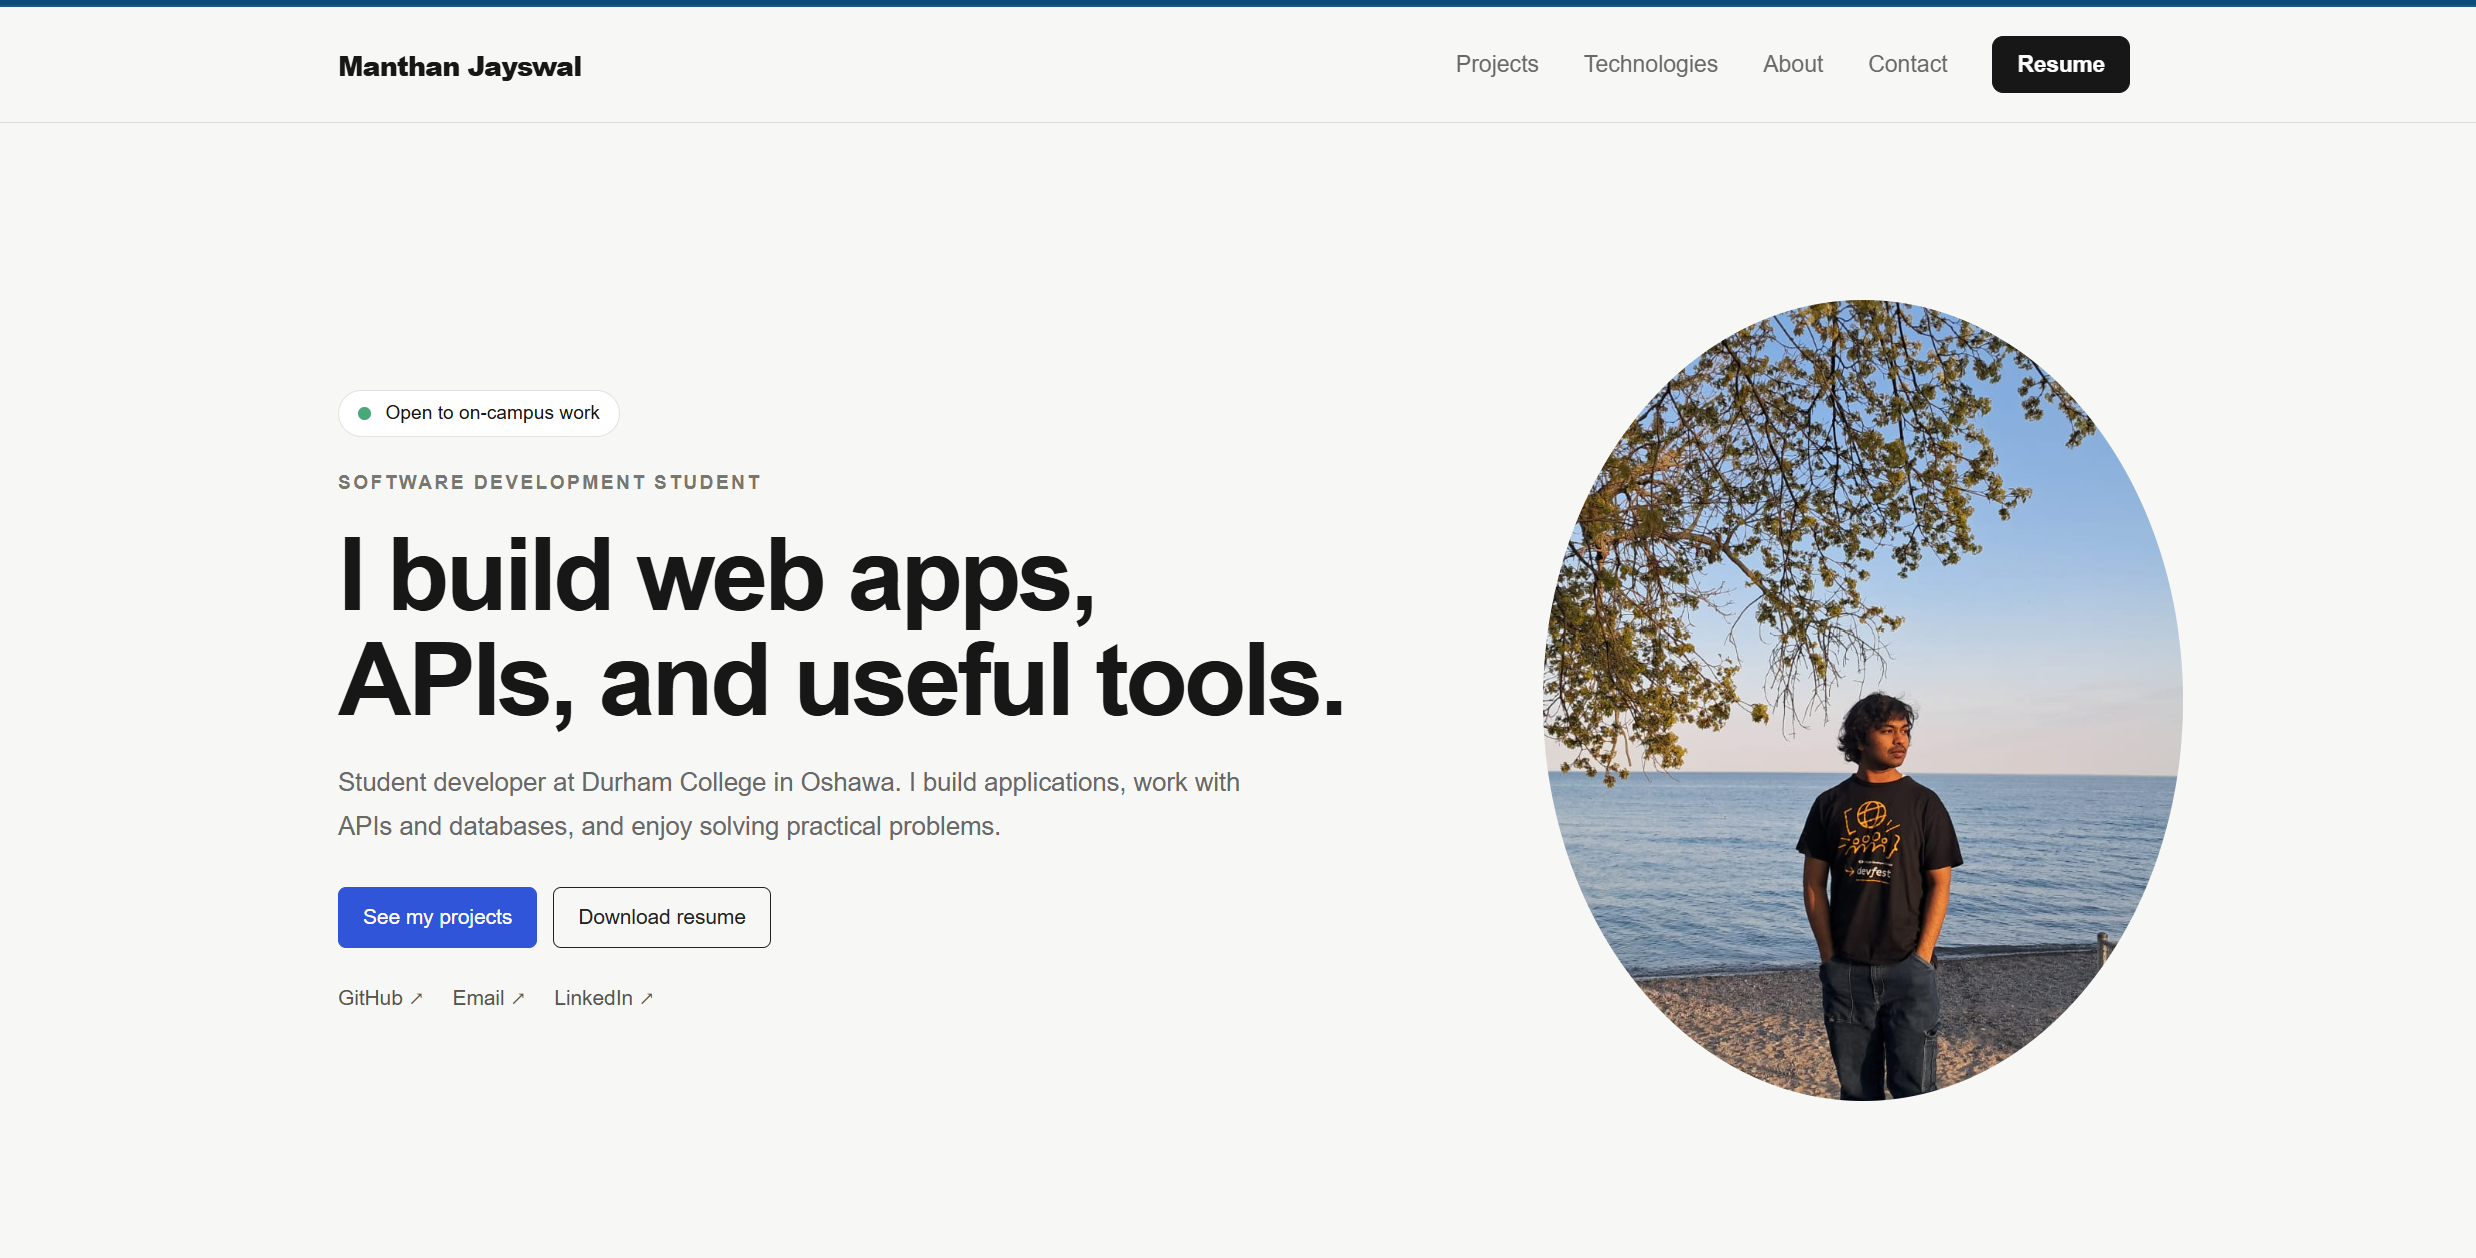 Manthan Jayswal
Projects
Technologies
About
Contact
Resume
Open to on-campus work
SOFTWARE DEVELOPMENT STUDENT
I build web apps,
APIs, and useful tools.
Student developer at Durham College in Oshawa. I build applications, work with
APIs and databases, and enjoy solving practical problems.
See my projects
Download resume
GitHub ↗
Email ↗
LinkedIn ↗
devfest